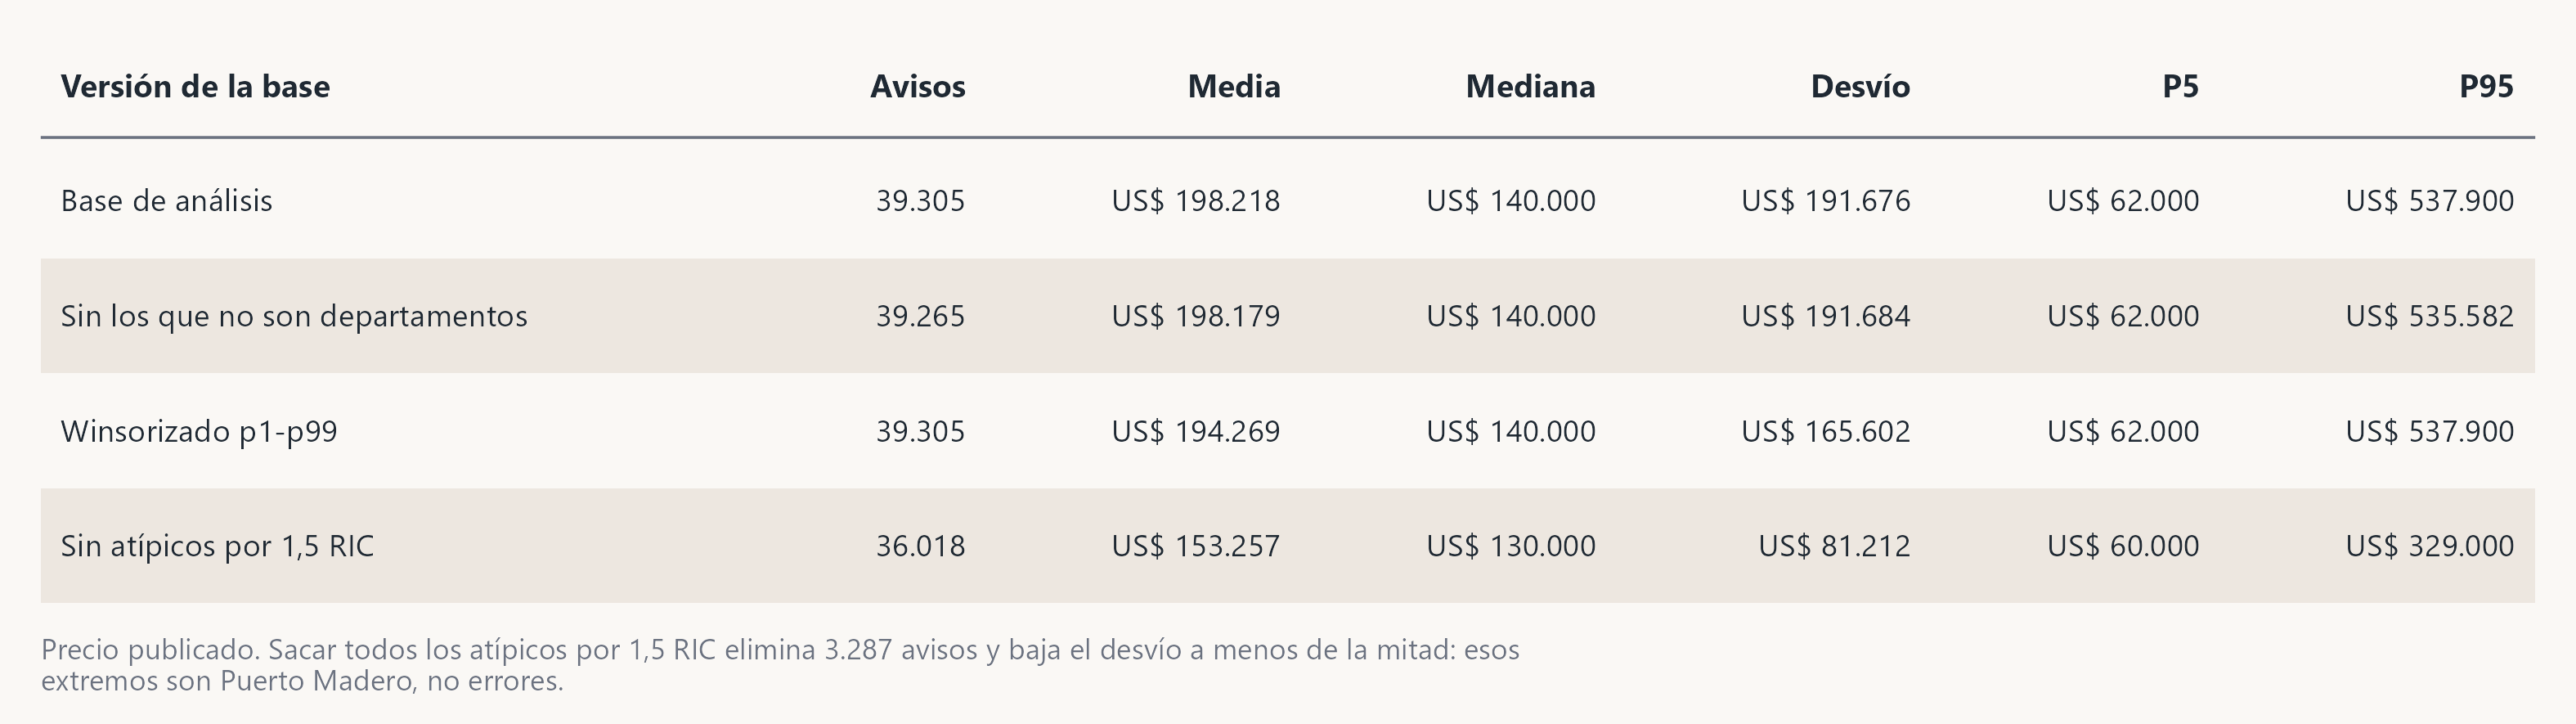 Versión de la base Avisos Media Mediana Desvío P5 P95
Base de análisis 39.305 US$ 198.218 US$ 140.000 US$ 191.676 US$ 62.000 US$ 537.900
Sin los que no son departamentos 39.265 US$ 198.179 US$ 140.000 US$ 191.684 US$ 62.000 US$ 535.582
Winsorizado p1-p99 39.305 US$ 194.269 US$ 140.000 US$ 165.602 US$ 62.000 US$ 537.900
Sin atípicos por 1,5 RIC 36.018 US$ 153.257 US$ 130.000 US$ 81.212 US$ 60.000 US$ 329.000
Precio publicado. Sacar todos los atípicos por 1,5 RIC elimina 3.287 avisos y baja el desvío a menos de la mitad: esos
extremos son Puerto Madero, no errores.